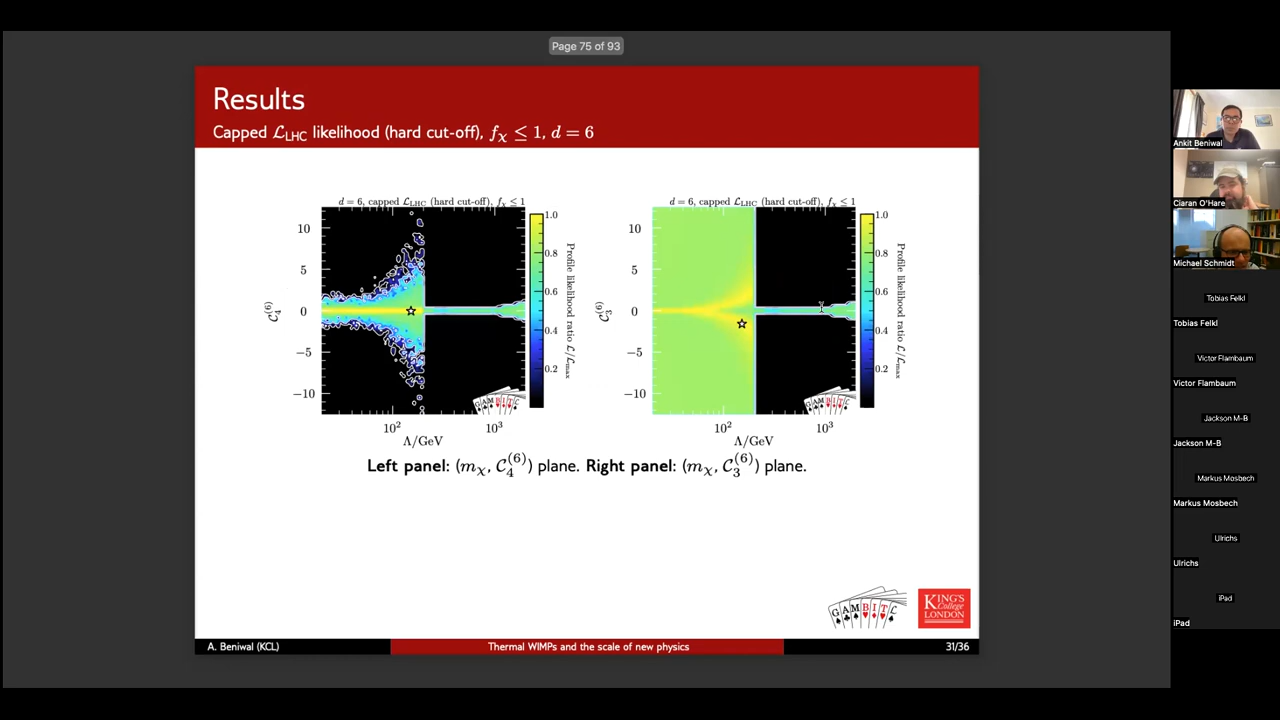 Page 75 of 93
Results
Capped ℒ_LHC likelihood (hard cut-off), f_χ ≤ 1, d = 6
d = 6, capped ℒ_LHC (hard cut-off), f_χ ≤ 1
10
5
0
−5
−10
C_4^(6)
10^2
10^3
Λ/GeV
1.0
0.8
0.6
0.4
0.2
Profile likelihood ratio ℒ/ℒ_max
GAMBIT
d = 6, capped ℒ_LHC (hard cut-off), f_χ ≤ 1
10
5
0
−5
−10
C_3^(6)
10^2
10^3
Λ/GeV
1.0
0.8
0.6
0.4
0.2
Profile likelihood ratio ℒ/ℒ_max
GAMBIT
Left panel: (m_χ, C_4^(6)) plane. Right panel: (m_χ, C_3^(6)) plane.
GAMBIT
KING'S
College
LONDON
A. Beniwal (KCL)
Thermal WIMPs and the scale of new physics
31/36
Ankit Beniwal
Ciaran O'Hare
Michael Schmidt
Tobias Felkl
Tobias Felkl
Victor Flambaum
Victor Flambaum
Jackson M-B
Jackson M-B
Markus Mosbech
Markus Mosbech
Ulrichs
Ulrichs
iPad
iPad